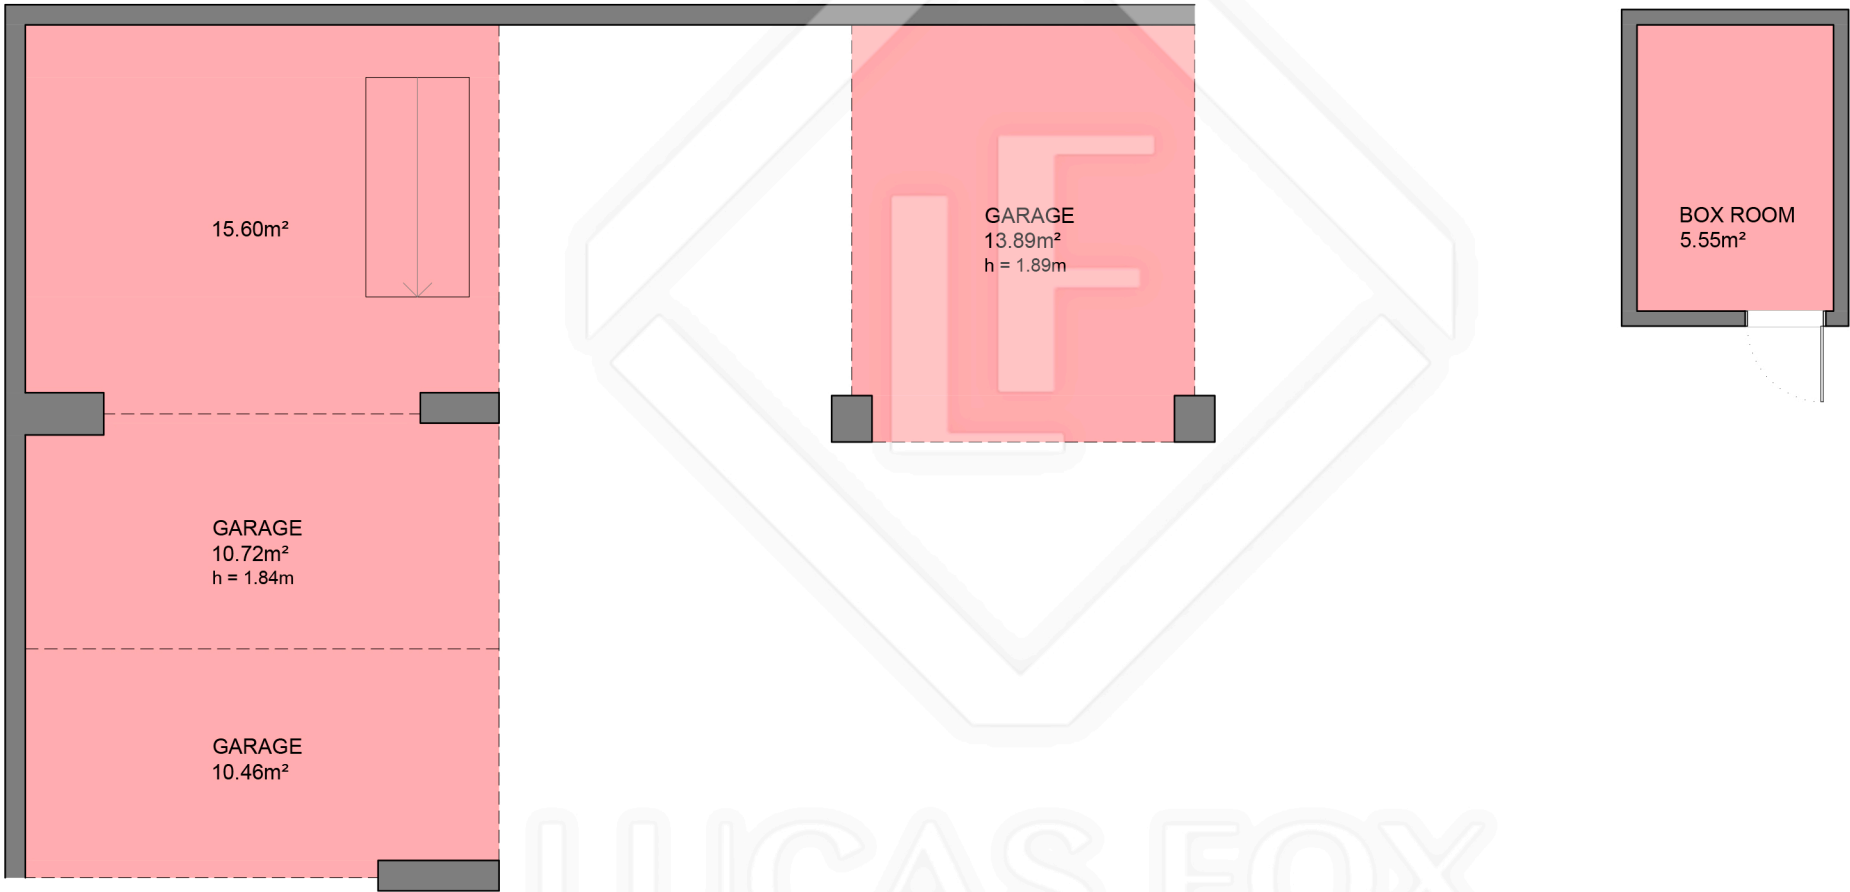 15.60m²
GARAGE
13.89m²
h = 1.89m
BOX ROOM
5.55m²
GARAGE
10.72m²
h = 1.84m
GARAGE
10.46m²
LF
LUCAS FOX